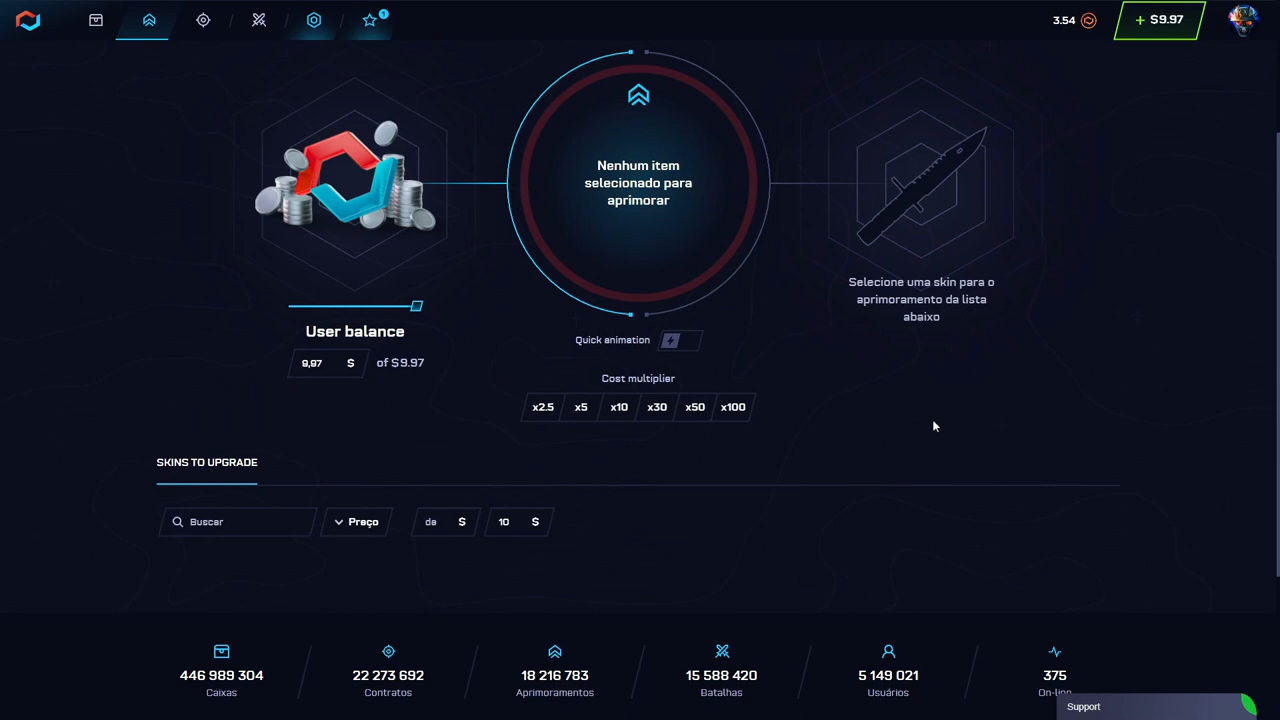 1
3.54
+ $9.97
Nenhum item
selecionado para
aprimorar
Selecione uma skin para o
aprimoramento da lista
abaixo
User balance
9,97 $ of $9.97
Quick animation
Cost multiplier
x2.5 x5 x10 x30 x50 x100
SKINS TO UPGRADE
Buscar Preço de $ 10 $
446 989 304 22 273 692 18 216 783 15 588 420 5 149 021 375
Caixas Contratos Aprimoramentos Batalhas Usuários On-line
Support